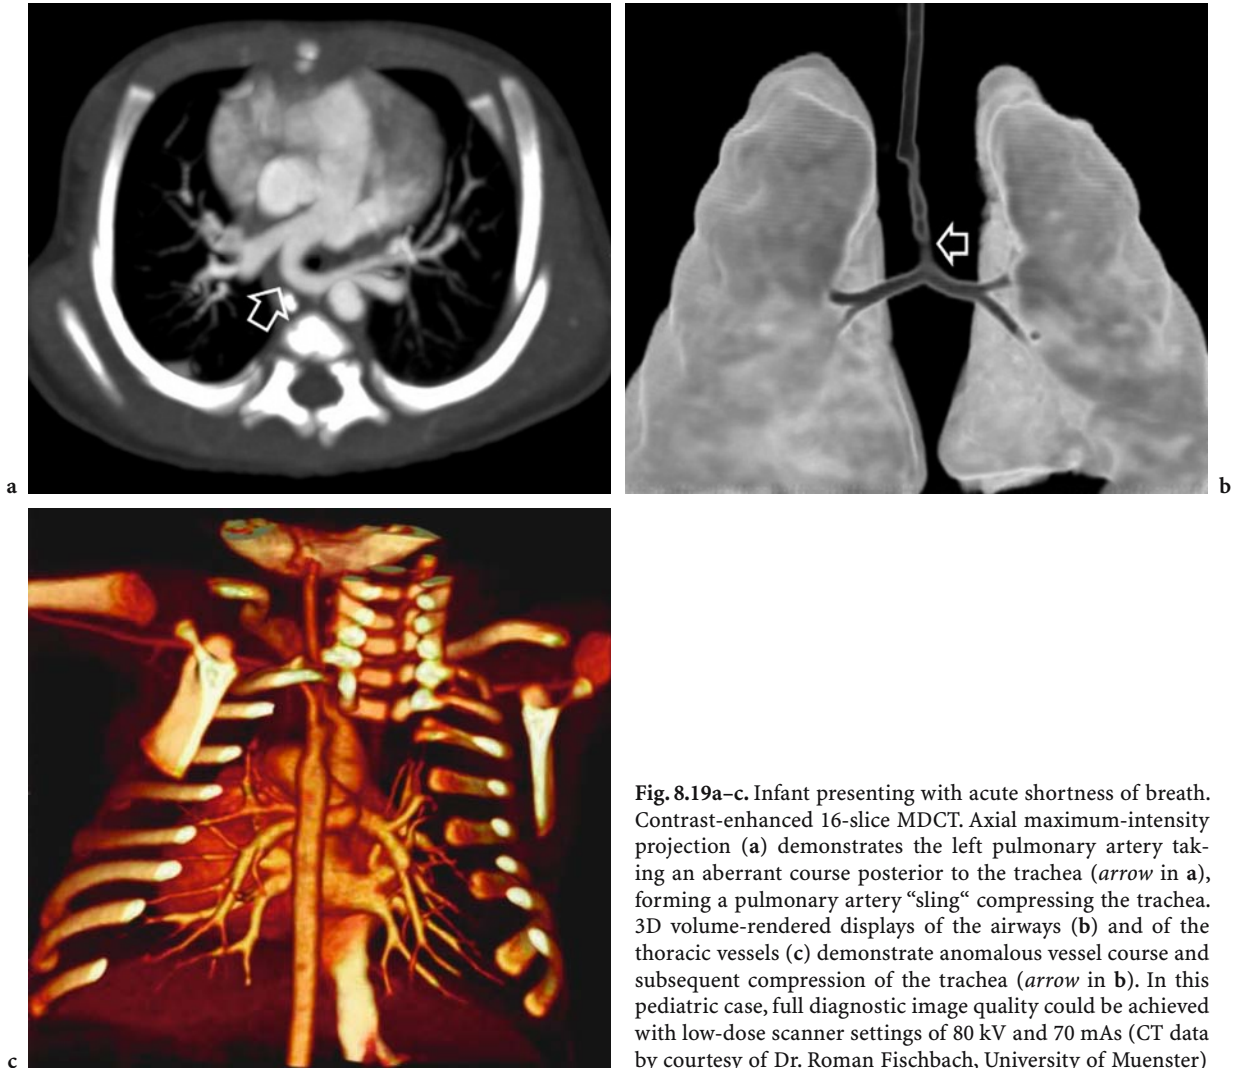 a
b
c
Fig. 8.19a–c. Infant presenting with acute shortness of breath.
Contrast-enhanced 16-slice MDCT. Axial maximum-intensity
projection (a) demonstrates the left pulmonary artery tak-
ing an aberrant course posterior to the trachea (arrow in a),
forming a pulmonary artery “sling“ compressing the trachea.
3D volume-rendered displays of the airways (b) and of the
thoracic vessels (c) demonstrate anomalous vessel course and
subsequent compression of the trachea (arrow in b). In this
pediatric case, full diagnostic image quality could be achieved
with low-dose scanner settings of 80 kV and 70 mAs (CT data
by courtesy of Dr. Roman Fischbach, University of Muenster)